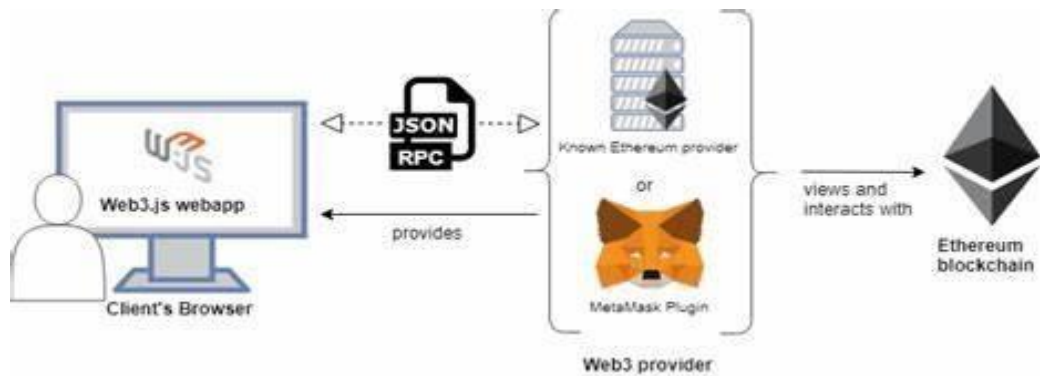 W3JS
Web3.js webapp
Client's Browser
JSON
RPC
provides
Known Ethereum provider
or
MetaMask Plugin
Web3 provider
views and
interacts with
Ethereum
blockchain